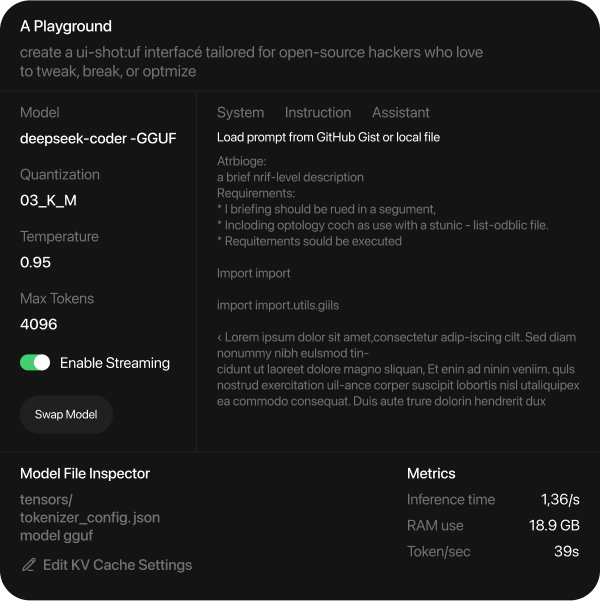 A Playground
create a ui-shot:uf interfacé tailored for open-source hackers who love
to tweak, break, or optmize
Model
deepseek-coder -GGUF
Quantization
03_K_M
Temperature
0.95
Max Tokens
4096
Enable Streaming
Swap Model
System Instruction Assistant
Load prompt from GitHub Gist or local file
Atrbioge:
a brief nrif-level description
Requirements:
* I briefing should be rued in a segument,
* Incloding optology coch as use with a stunic - list-odblic file.
* Requitements sould be executed
Import import
import import.utils.giils
‹ Lorem ipsum dolor sit amet,consectetur adip-iscing cilt. Sed diam
nonummy nibh eulsmod tin-
cidunt ut laoreet dolore magno sliquan, Et enin ad ninin veniim. quls
nostrud exercitation uil-ance corper suscipit lobortis nisl utaliquipex
ea commodo consequat. Duis aute trure dolorin hendrerit dux
Model File Inspector
tensors/
tokenizer_config. json
model gguf
Edit KV Cache Settings
Metrics
Inference time 1,36/s
RAM use 18.9 GB
Token/sec 39s